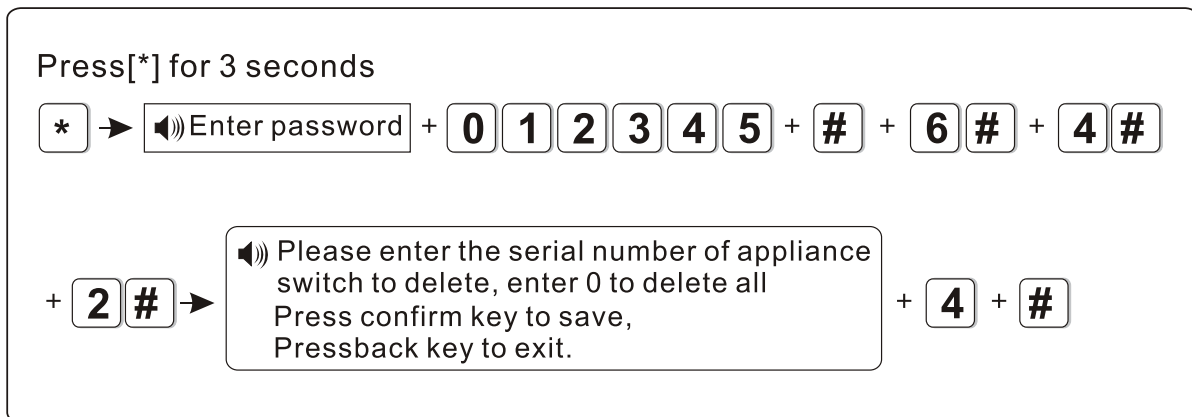 Press[*] for 3 seconds
* → Enter password + 0 1 2 3 4 5 + # + 6 # + 4 #
Please enter the serial number of appliance
switch to delete, enter 0 to delete all
+ 2 # → Press confirm key to save, + 4 + #
Pressback key to exit.